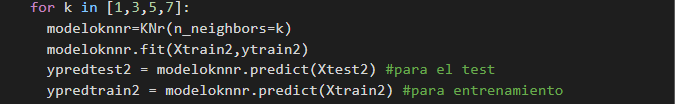 for k in [1,3,5,7]:
  modeloknnr=KNr(n_neighbors=k)
  modeloknnr.fit(Xtrain2,ytrain2)
  ypredtest2 = modeloknnr.predict(Xtest2) #para el test
  ypredtrain2 = modeloknnr.predict(Xtrain2) #para entrenamiento